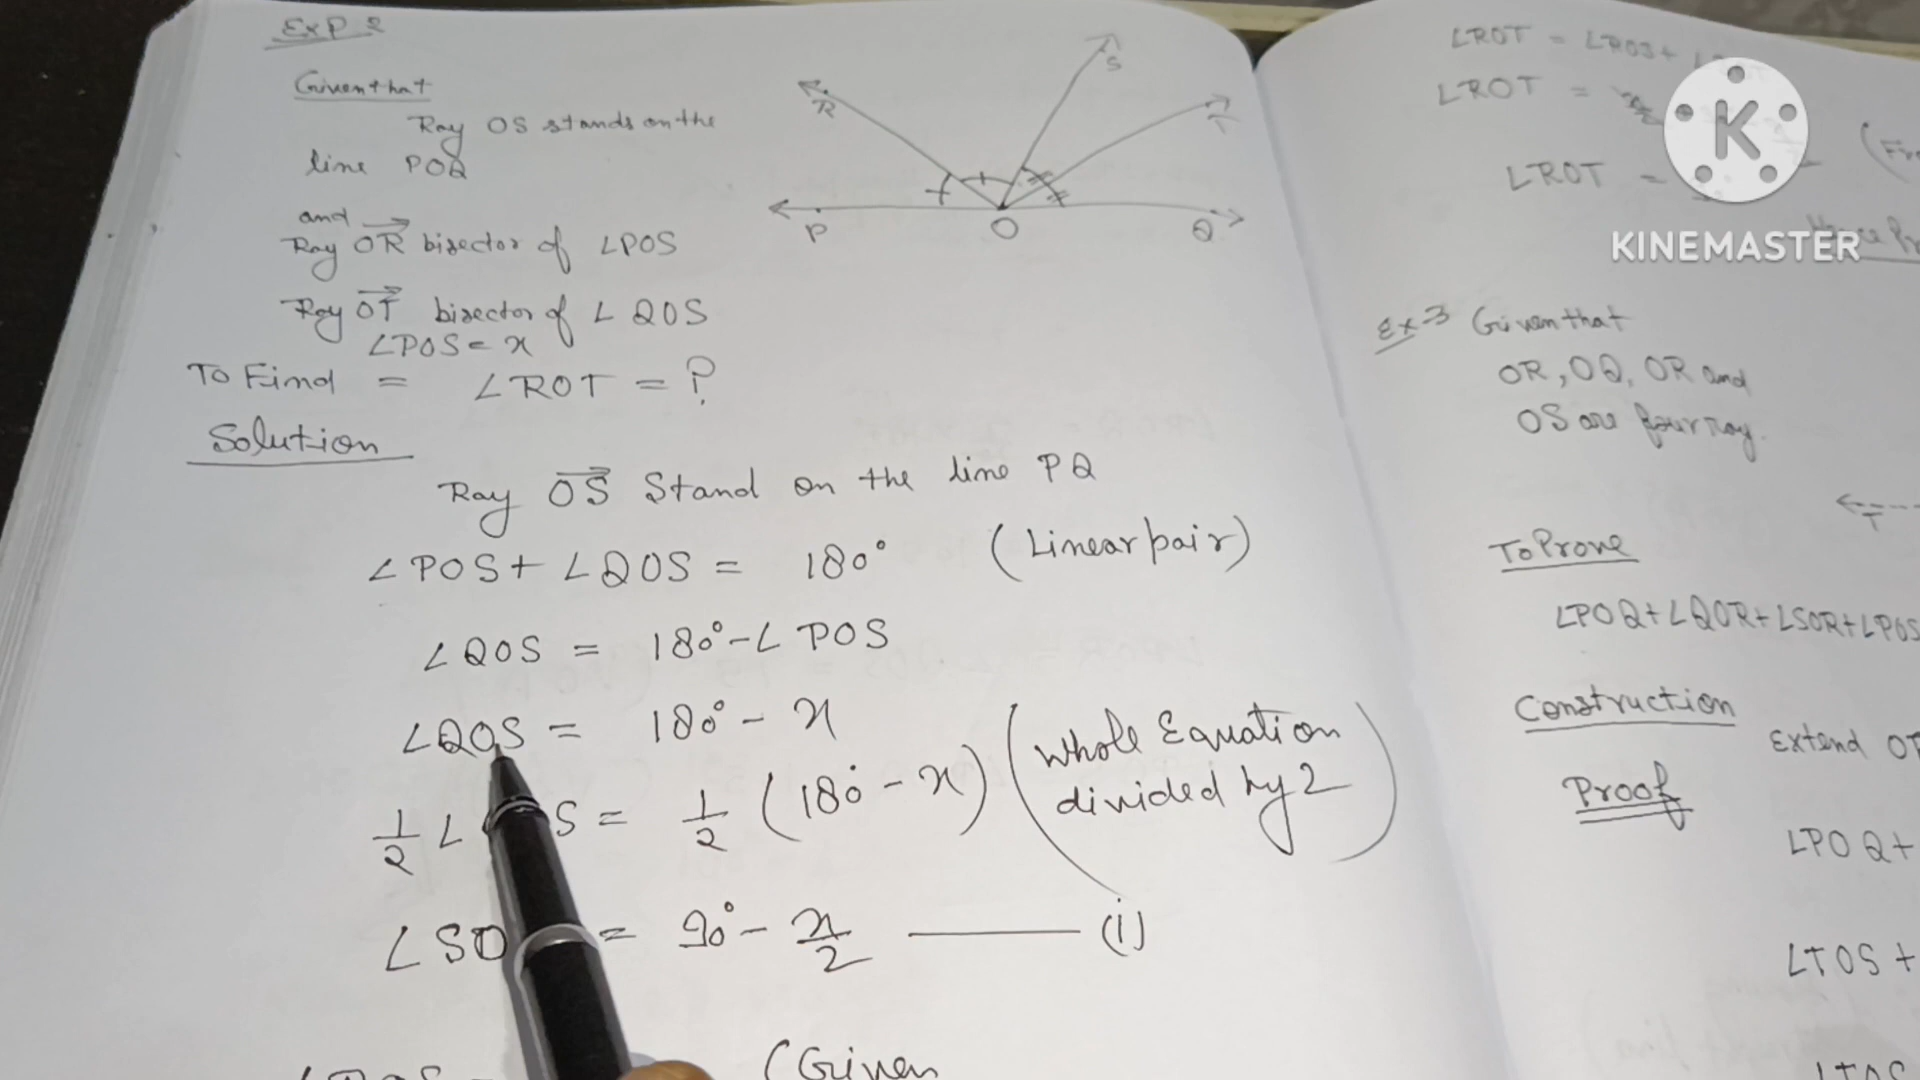 Exp 2
Given that
Ray OS stands on the
line POQ
and
Ray OR bisector of ∠POS
Ray OT bisector of ∠QOS
∠POS = x
To Find = ∠ROT = ?
R
S
T
P
O
Q
Solution
Ray OS Stand on the line PQ
∠POS + ∠QOS = 180° (Linear pair)
∠QOS = 180° - ∠POS
∠QOS = 180° - x
1/2 ∠ S = 1/2 (180° - x) (Whole Equation divided by 2)
∠SO = 90° - x/2 —— (i)
(Given
∠ROT = ∠ROS +
∠ROT =
∠ROT =
KINEMASTER
Ex-3 Given that
OR, OQ, OR and
OS are four ray.
T
To Prove
∠POQ + ∠QOR + ∠SOR + ∠POS
Construction
Extend
Proof
∠POQ +
∠TOS +